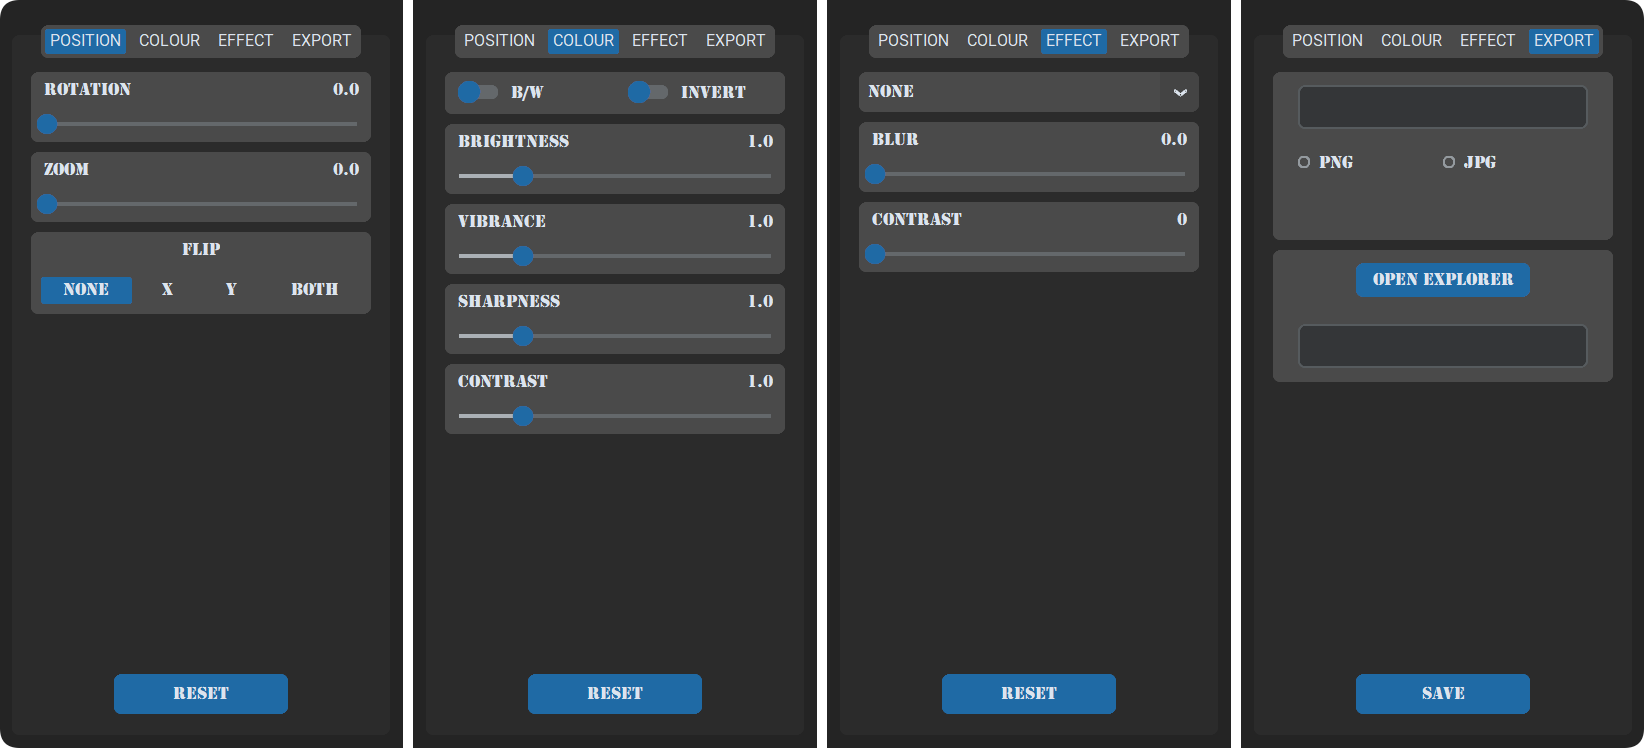 POSITION COLOUR EFFECT EXPORT
ROTATION 0.0
ZOOM 0.0
FLIP
NONE X Y BOTH
RESET
POSITION COLOUR EFFECT EXPORT
B/W INVERT
BRIGHTNESS 1.0
VIBRANCE 1.0
SHARPNESS 1.0
CONTRAST 1.0
RESET
POSITION COLOUR EFFECT EXPORT
NONE
BLUR 0.0
CONTRAST 0
RESET
POSITION COLOUR EFFECT EXPORT
PNG JPG
OPEN EXPLORER
SAVE